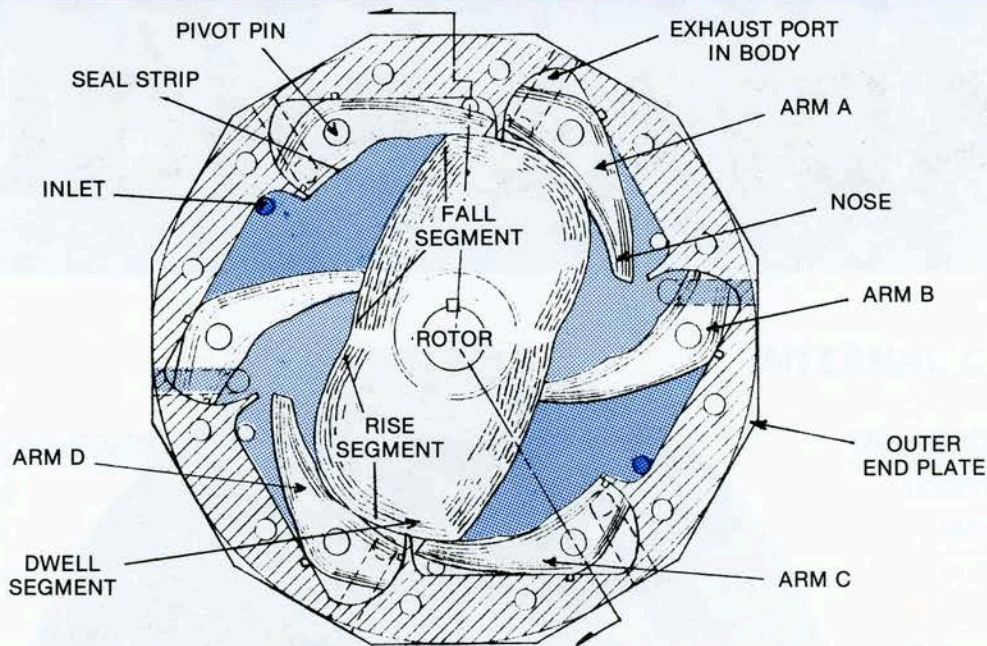 PIVOT PIN
EXHAUST PORT
IN BODY
SEAL STRIP
ARM A
INLET
NOSE
FALL
SEGMENT
ARM B
ROTOR
INTERNAL C
RISE
SEGMENT
ARM D
OUTER
END PLATE
DWELL
SEGMENT
ARM C